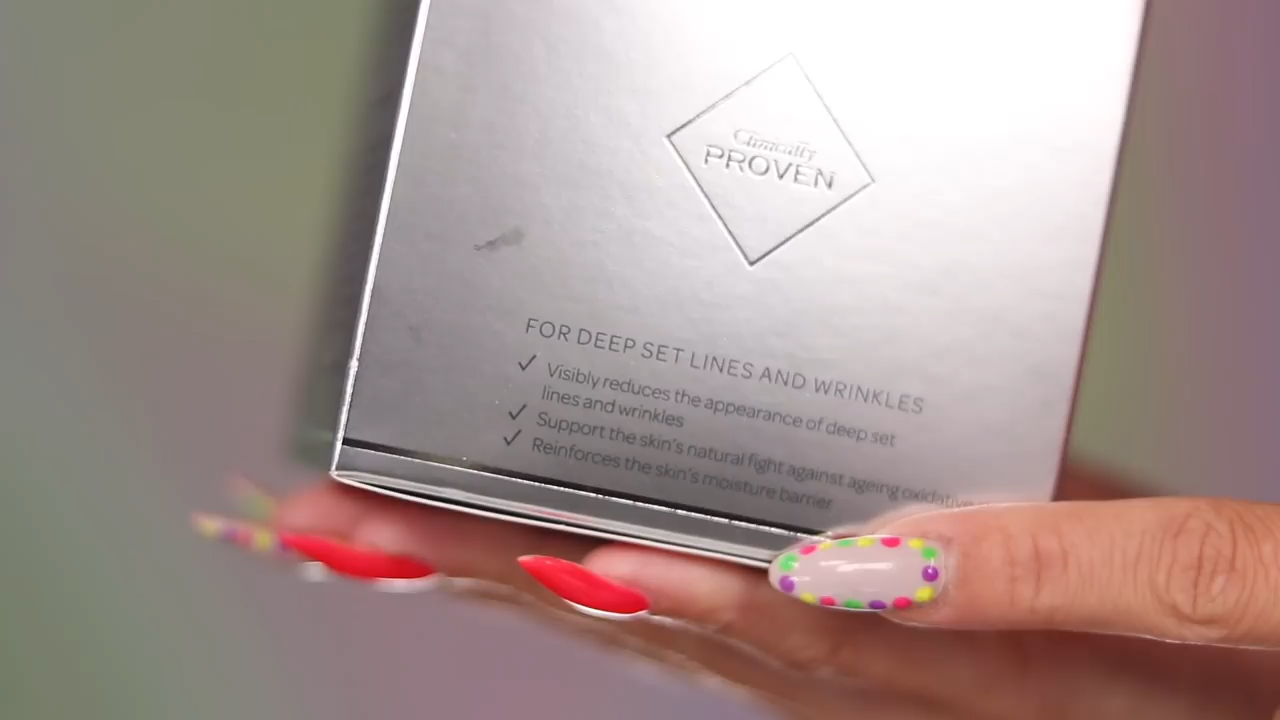 Clinically
PROVEN
FOR DEEP SET LINES AND WRINKLES
✓ Visibly reduces the appearance of deep set
lines and wrinkles
✓ Support the skin's natural fight against ageing oxidative
✓ Reinforces the skin's moisture barrier